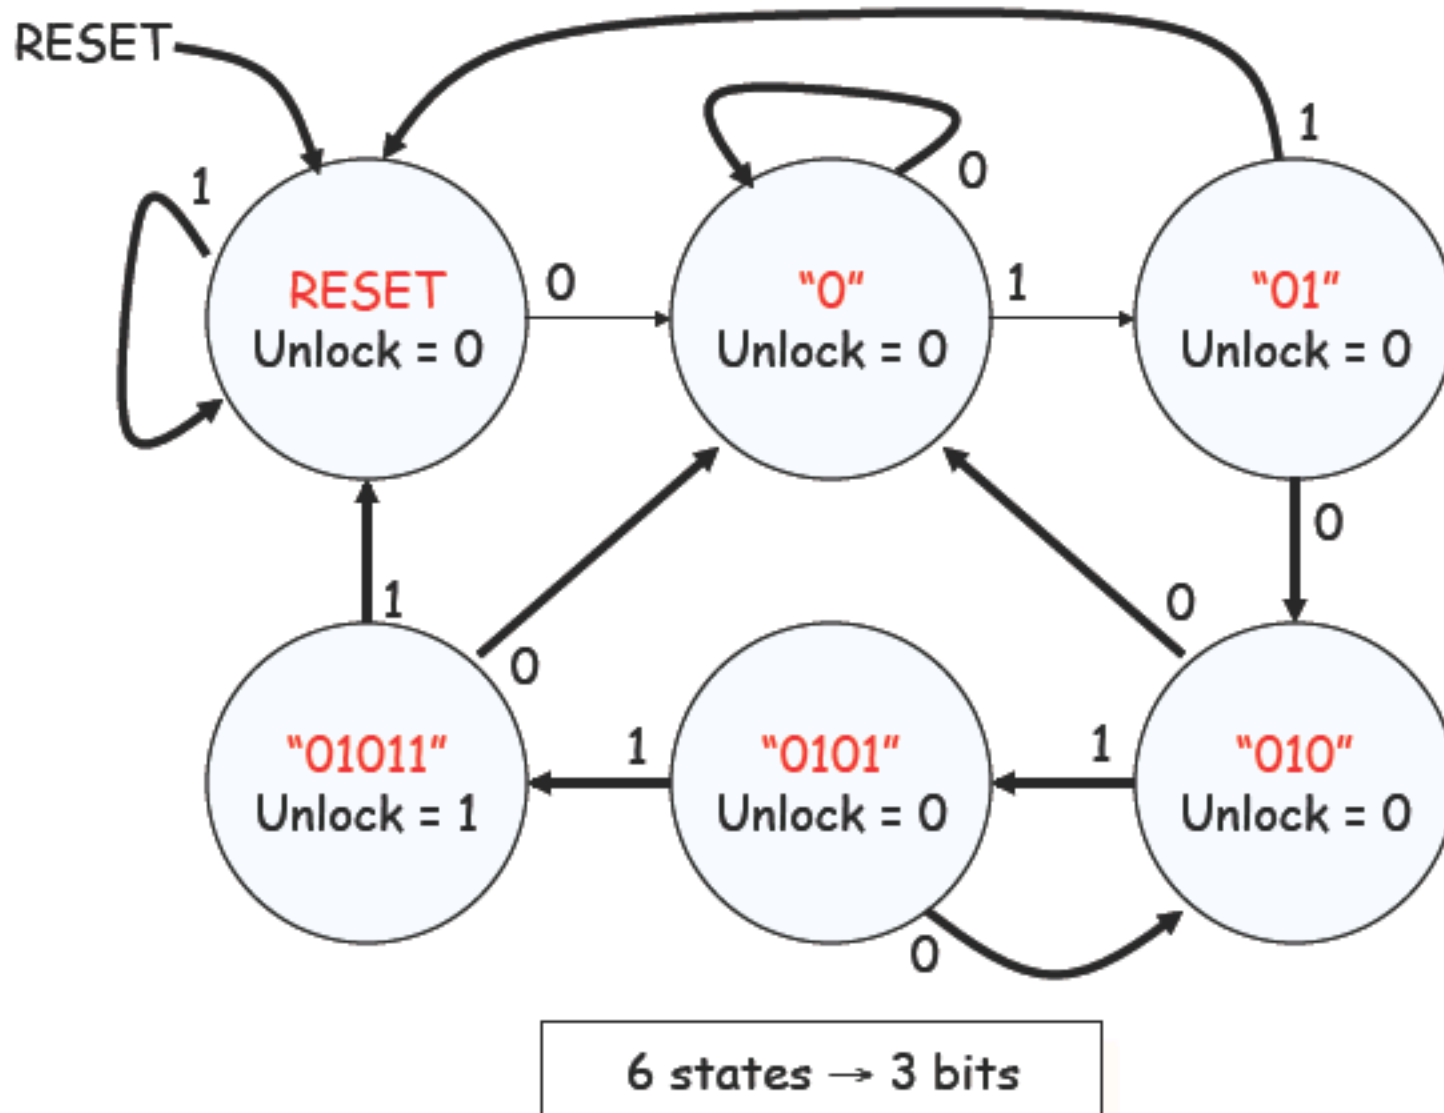 RESET
1
1
0
RESET
Unlock = 0
0
“0”
Unlock = 0
1
“01”
Unlock = 0
0
1
0
0
“01011”
Unlock = 1
1
“0101”
Unlock = 0
1
“010”
Unlock = 0
0
6 states → 3 bits